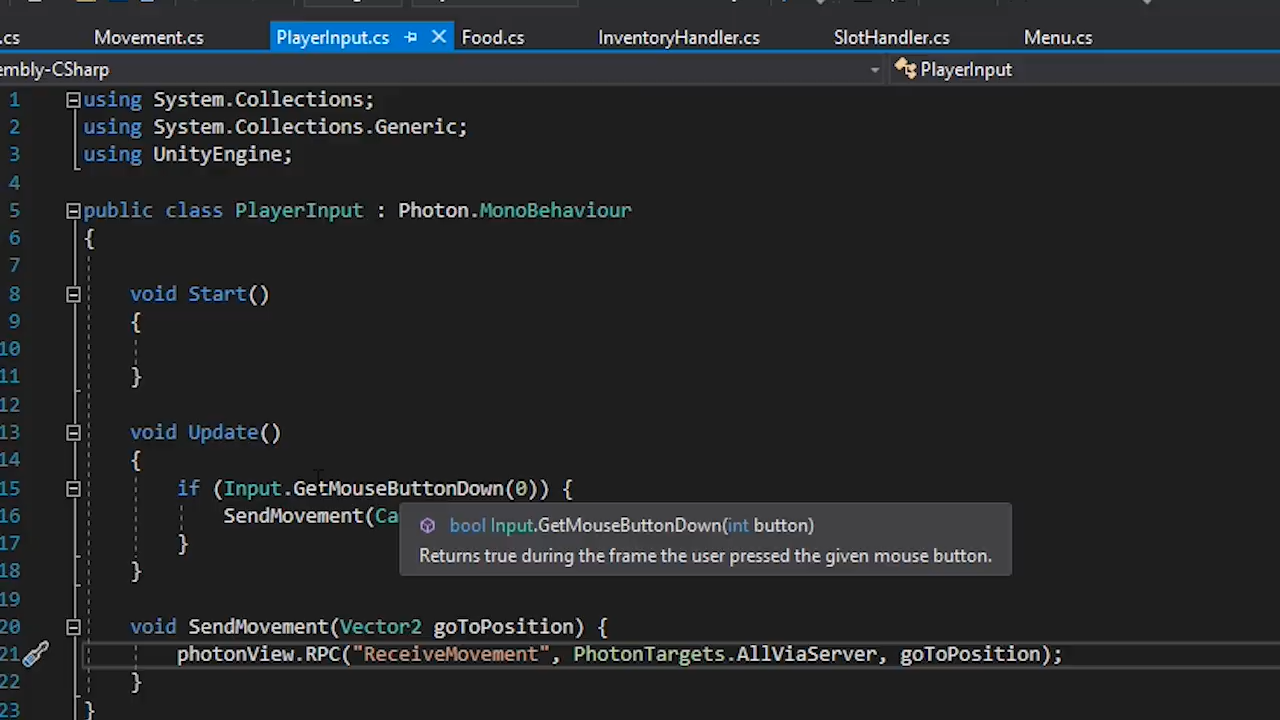 .cs Movement.cs PlayerInput.cs Food.cs InventoryHandler.cs SlotHandler.cs Menu.cs
embly-CSharp PlayerInput
1 using System.Collections;
2 using System.Collections.Generic;
3 using UnityEngine;
4
5 public class PlayerInput : Photon.MonoBehaviour
6 {
7
8 void Start()
9 {
10
11 }
12
13 void Update()
14 {
15 if (Input.GetMouseButtonDown(0)) {
16 SendMovement(Ca
bool Input.GetMouseButtonDown(int button)
Returns true during the frame the user pressed the given mouse button.
17 }
18 }
19
20 void SendMovement(Vector2 goToPosition) {
21 photonView.RPC("ReceiveMovement", PhotonTargets.AllViaServer, goToPosition);
22 }
23 }